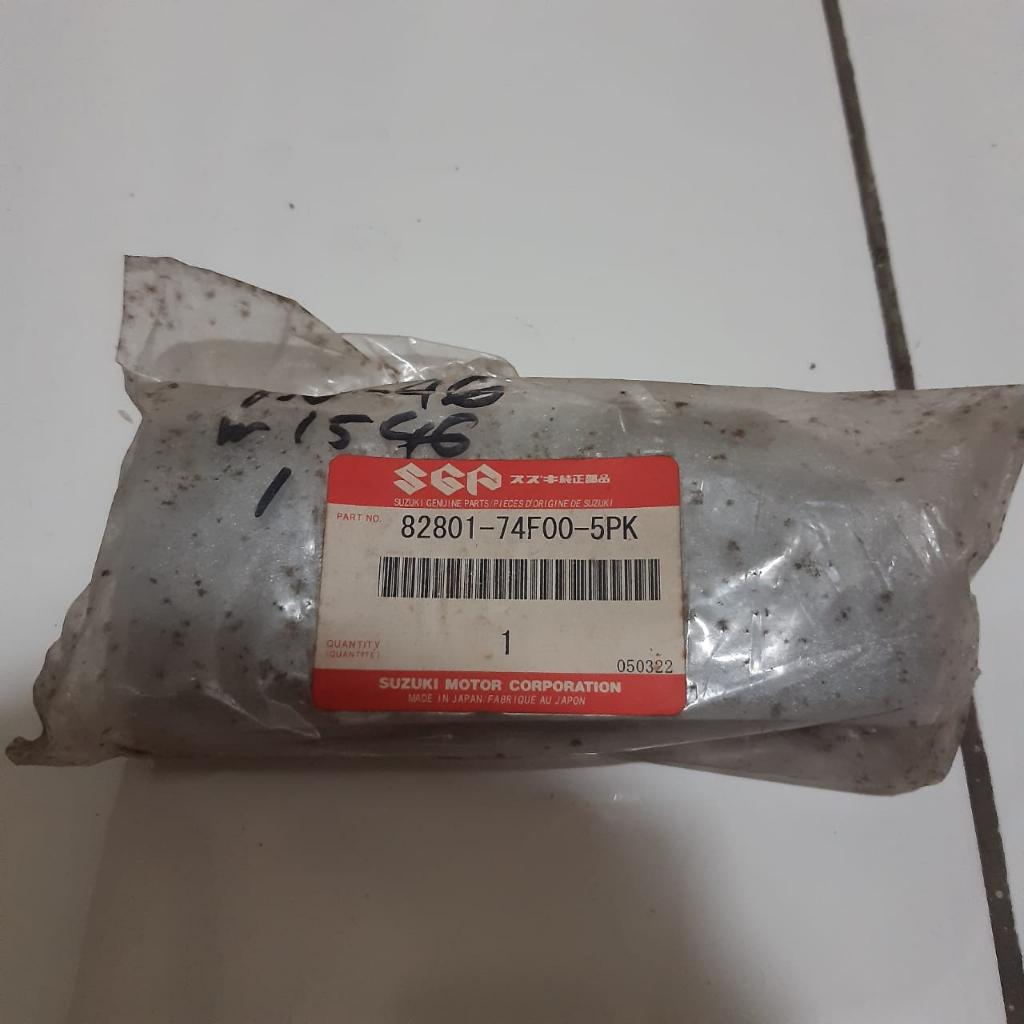 1546
1
SGP スズキ純正部品
SUZUKI GENUINE PARTS/PIECES D'ORIGINE DE SUZUKI
PART NO. 82801-74F00-5PK
QUANTITY 1
(QUANTITE)
050322
SUZUKI MOTOR CORPORATION
MADE IN JAPAN/FABRIQUE AU JAPON